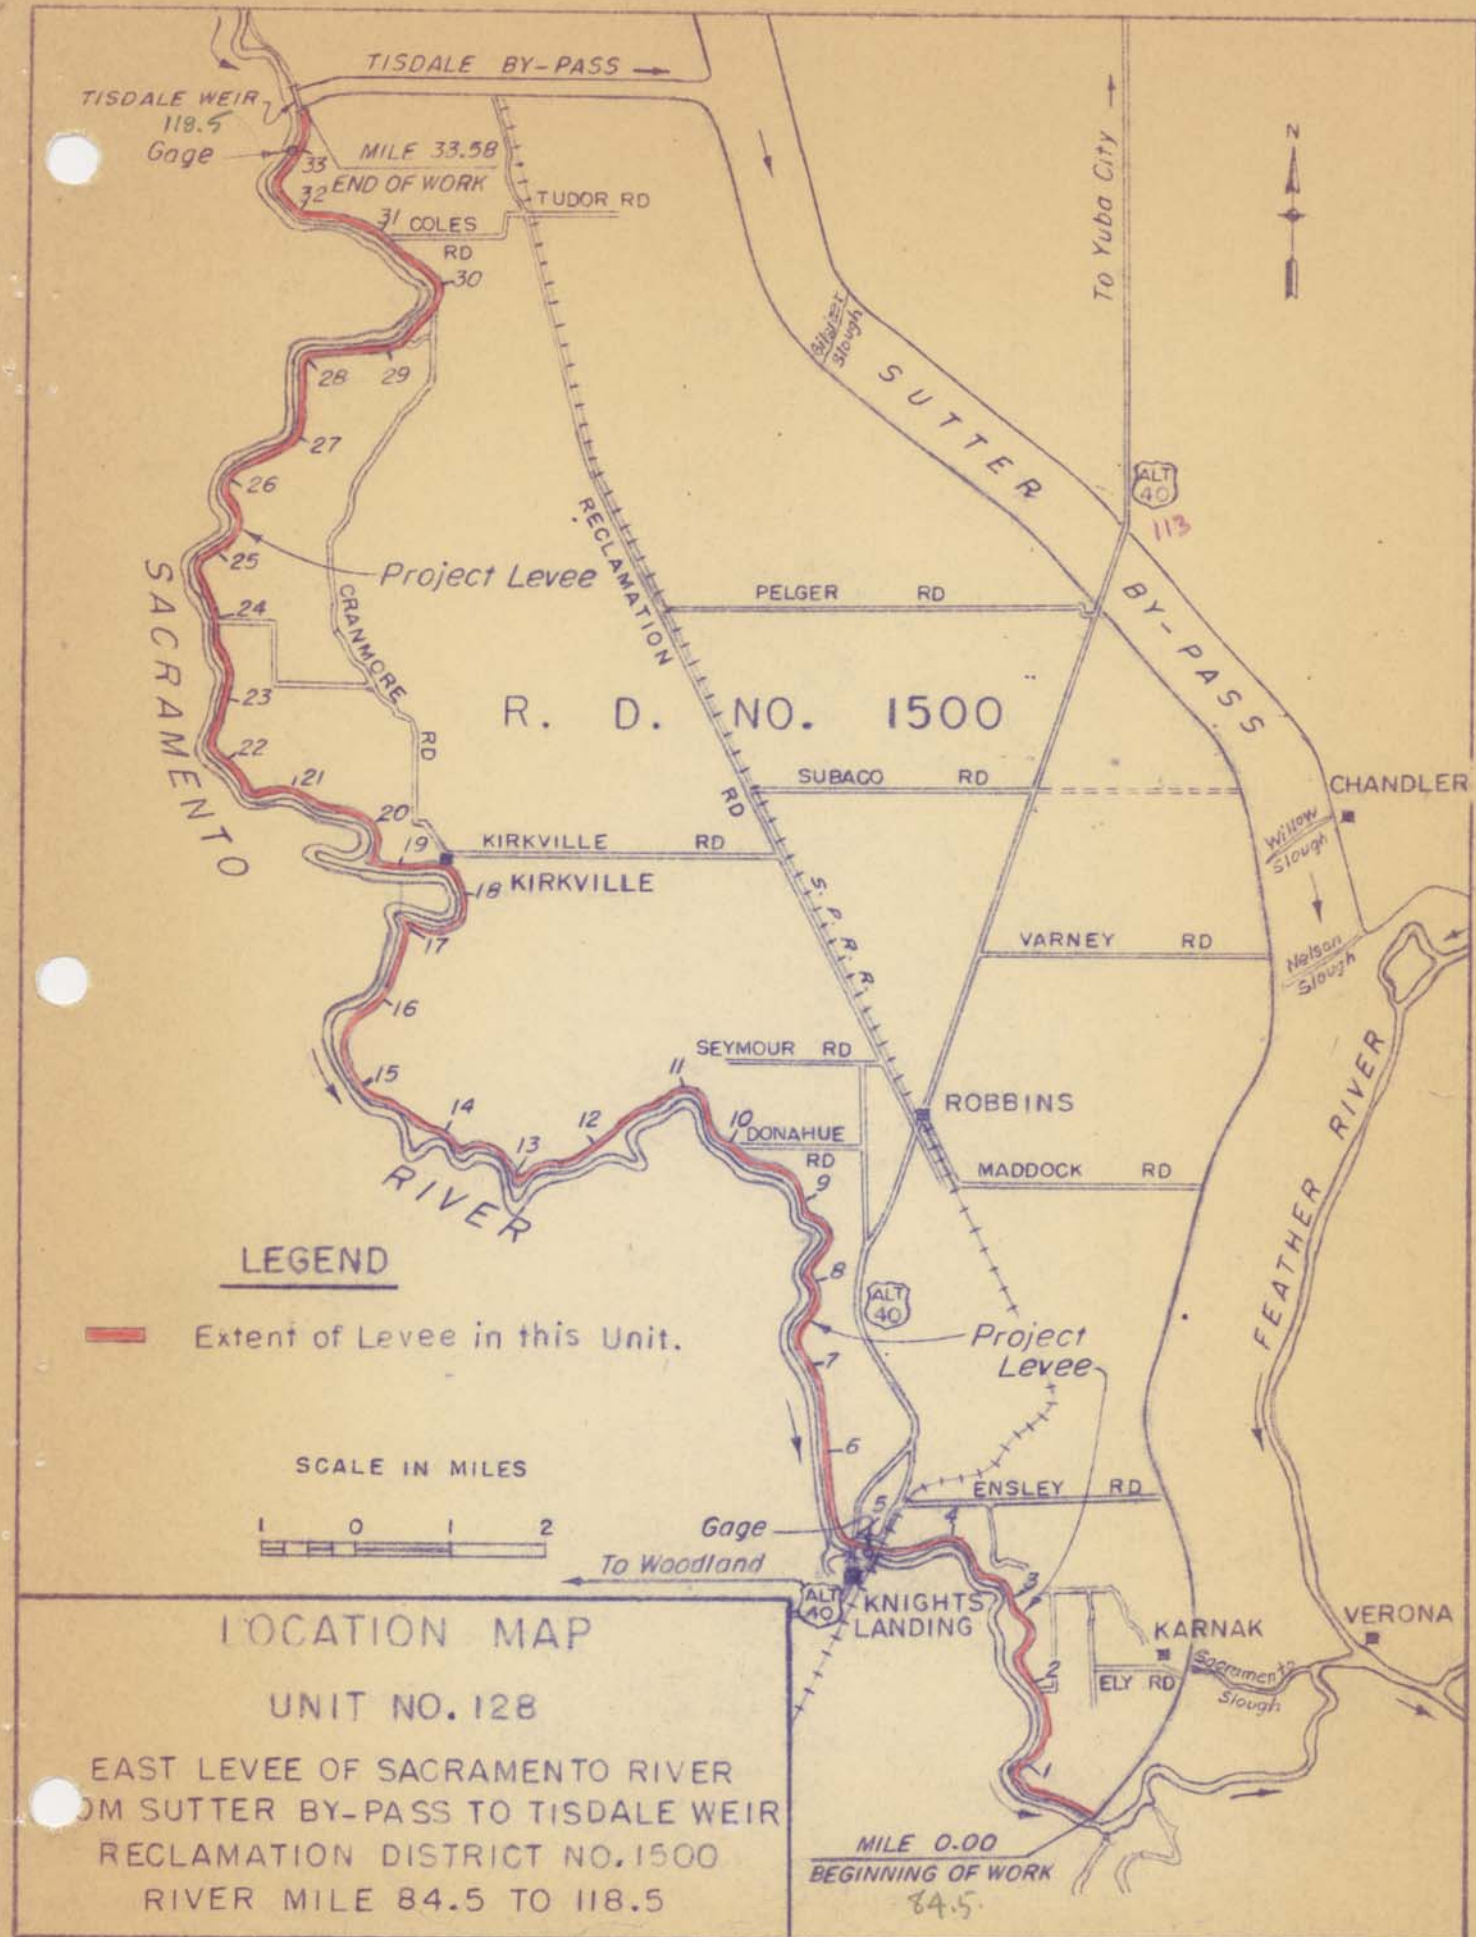 TISDALE BY-PASS
TISDALE WEIR
118.5
Gage
MILE 33.58
END OF WORK
33
32
31
COLES
RD
TUDOR RD
30
29
28
27
26
25
24
23
22
21
20
19
18
17
16
15
14
13
12
11
10
9
8
7
6
5
4
3
2
1
To Yuba City
N
Gilsizer
Slough
SUTTER
BY-PASS
ALT
40
113
SACRAMENTO
RIVER
Project Levee
CRANMORE
RD
RECLAMATION
RD
PELGER RD
R. D. NO. 1500
SUBACO RD
CHANDLER
Willow
Slough
KIRKVILLE RD
KIRKVILLE
S. P. R. R.
VARNEY RD
Nelson
Slough
SEYMOUR RD
ROBBINS
DONAHUE
RD
MADDOCK RD
FEATHER RIVER
ALT
40
Project
Levee
LEGEND
Extent of Levee in this Unit.
SCALE IN MILES
1 0 1 2
Gage
ENSLEY RD
To Woodland
ALT
40
KNIGHTS
LANDING
KARNAK
VERONA
ELY RD
Sacramento
Slough
MILE 0.00
BEGINNING OF WORK
84.5
LOCATION MAP
UNIT NO. 128
EAST LEVEE OF SACRAMENTO RIVER
OM SUTTER BY-PASS TO TISDALE WEIR
RECLAMATION DISTRICT NO. 1500
RIVER MILE 84.5 TO 118.5